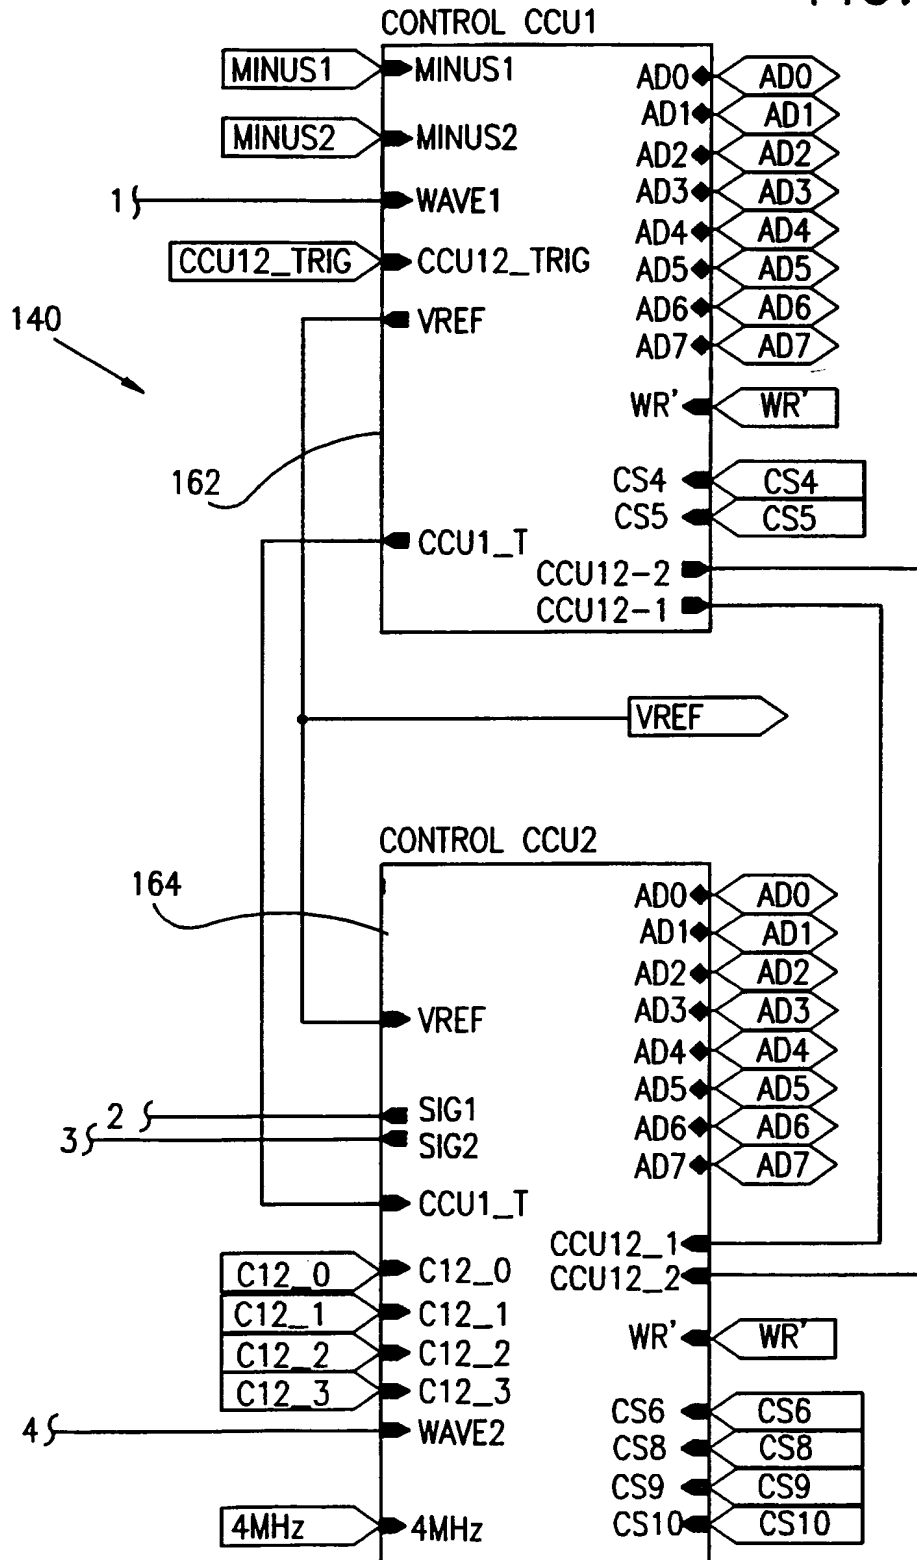 FIG.
CONTROL CCU1
MINUS1 MINUS1 AD0 AD0
AD1 AD1
MINUS2 MINUS2 AD2 AD2
1 WAVE1 AD3 AD3
AD4 AD4
CCU12_TRIG CCU12_TRIG AD5 AD5
140 VREF AD6 AD6
AD7 AD7
WR' WR'
162 CS4 CS4
CS5 CS5
CCU1_T
CCU12-2
CCU12-1
VREF
CONTROL CCU2
164 AD0 AD0
AD1 AD1
AD2 AD2
VREF AD3 AD3
AD4 AD4
AD5 AD5
2 SIG1 AD6 AD6
3 SIG2 AD7 AD7
CCU1_T
CCU12_1
C12_0 C12_0 CCU12_2
C12_1 C12_1
C12_2 C12_2 WR' WR'
C12_3 C12_3
4 WAVE2 CS6 CS6
CS8 CS8
CS9 CS9
4MHz 4MHz CS10 CS10